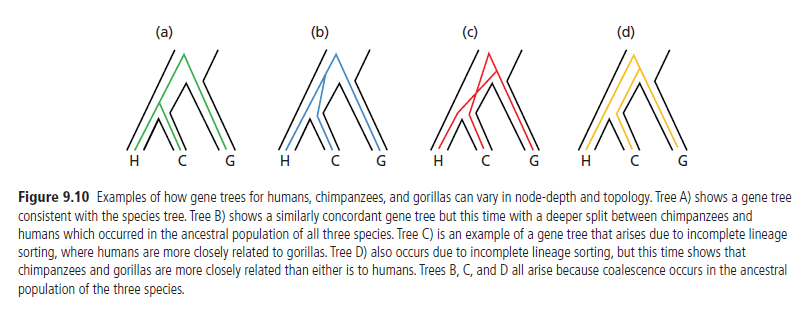 (a) (b) (c) (d)
H C G H C G H C G H C G
Figure 9.10 Examples of how gene trees for humans, chimpanzees, and gorillas can vary in node-depth and topology. Tree A) shows a gene tree
consistent with the species tree. Tree B) shows a similarly concordant gene tree but this time with a deeper split between chimpanzees and
humans which occurred in the ancestral population of all three species. Tree C) is an example of a gene tree that arises due to incomplete lineage
sorting, where humans are more closely related to gorillas. Tree D) also occurs due to incomplete lineage sorting, but this time shows that
chimpanzees and gorillas are more closely related than either is to humans. Trees B, C, and D all arise because coalescence occurs in the ancestral
population of the three species.